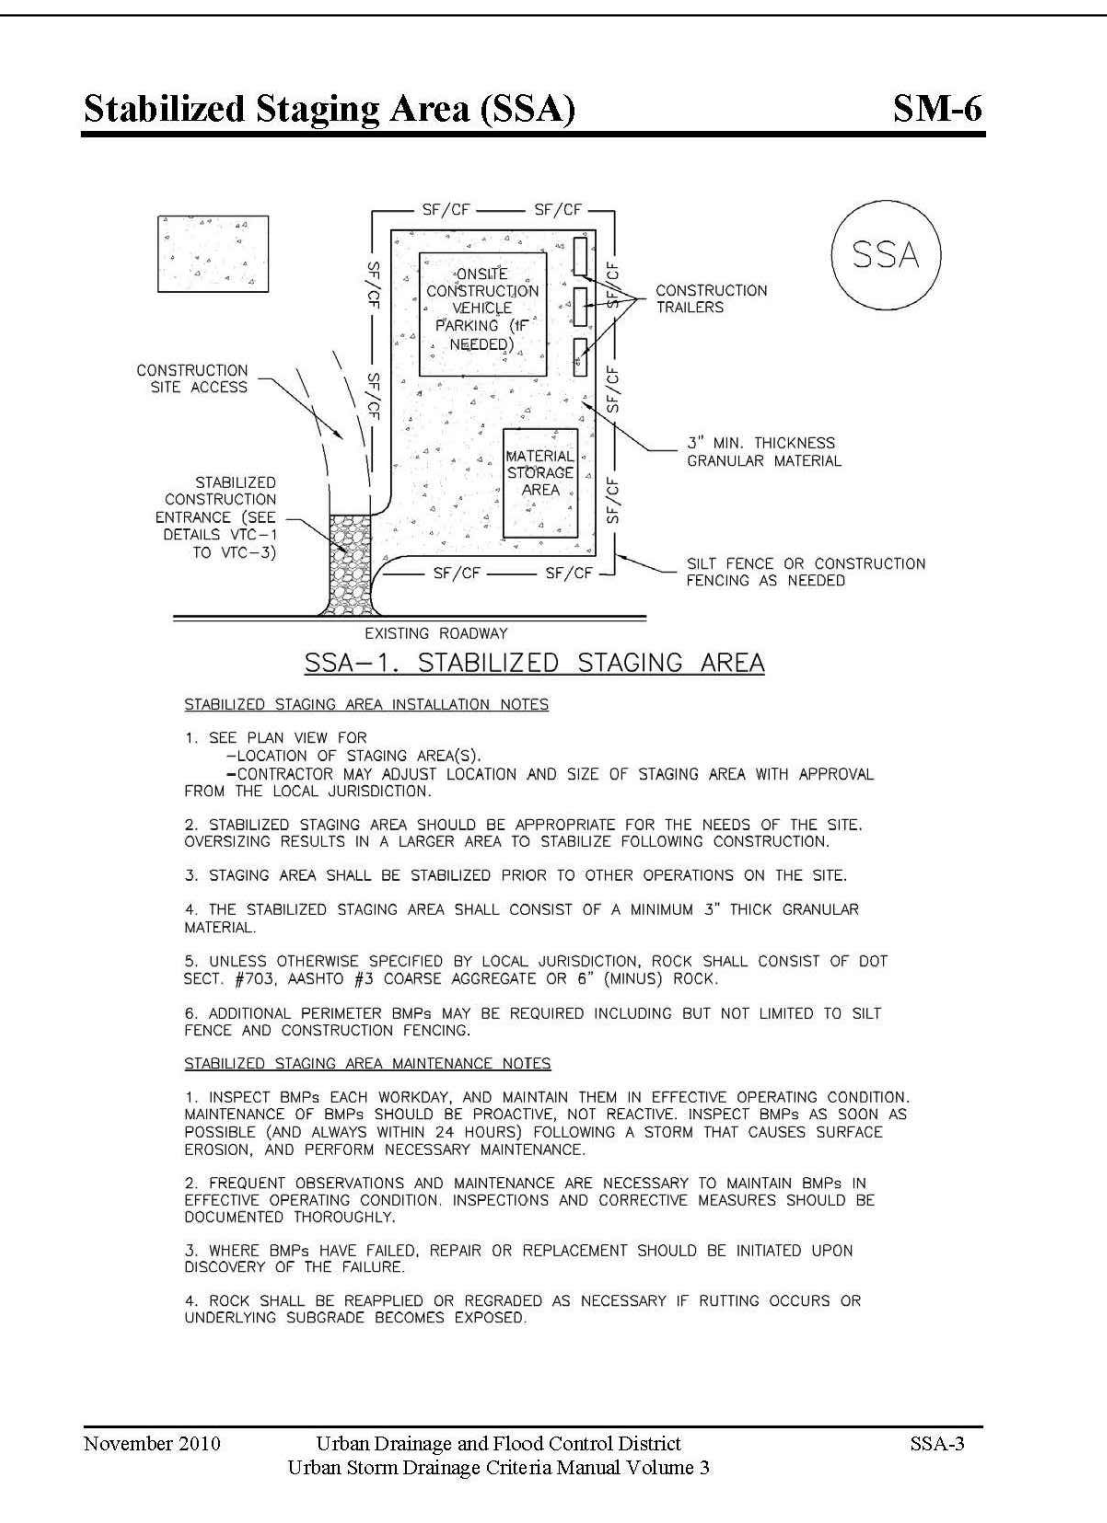 Stabilized Staging Area (SSA) SM-6
SF/CF SF/CF
SSA
SF/CF
SF/CF
ONSITE
CONSTRUCTION
VEHICLE
PARKING (IF
NEEDED)
CONSTRUCTION
TRAILERS
CONSTRUCTION
SITE ACCESS
SF/CF
SF/CF
3" MIN. THICKNESS
GRANULAR MATERIAL
MATERIAL
STORAGE
AREA
STABILIZED
CONSTRUCTION
ENTRANCE (SEE
DETAILS VTC-1
TO VTC-3)
SF/CF
SF/CF SF/CF
SILT FENCE OR CONSTRUCTION
FENCING AS NEEDED
EXISTING ROADWAY
SSA-1. STABILIZED STAGING AREA
STABILIZED STAGING AREA INSTALLATION NOTES
1. SEE PLAN VIEW FOR
-LOCATION OF STAGING AREA(S).
-CONTRACTOR MAY ADJUST LOCATION AND SIZE OF STAGING AREA WITH APPROVAL
FROM THE LOCAL JURISDICTION.
2. STABILIZED STAGING AREA SHOULD BE APPROPRIATE FOR THE NEEDS OF THE SITE.
OVERSIZING RESULTS IN A LARGER AREA TO STABILIZE FOLLOWING CONSTRUCTION.
3. STAGING AREA SHALL BE STABILIZED PRIOR TO OTHER OPERATIONS ON THE SITE.
4. THE STABILIZED STAGING AREA SHALL CONSIST OF A MINIMUM 3" THICK GRANULAR
MATERIAL.
5. UNLESS OTHERWISE SPECIFIED BY LOCAL JURISDICTION, ROCK SHALL CONSIST OF DOT
SECT. #703, AASHTO #3 COARSE AGGREGATE OR 6" (MINUS) ROCK.
6. ADDITIONAL PERIMETER BMPs MAY BE REQUIRED INCLUDING BUT NOT LIMITED TO SILT
FENCE AND CONSTRUCTION FENCING.
STABILIZED STAGING AREA MAINTENANCE NOTES
1. INSPECT BMPs EACH WORKDAY, AND MAINTAIN THEM IN EFFECTIVE OPERATING CONDITION.
MAINTENANCE OF BMPs SHOULD BE PROACTIVE, NOT REACTIVE. INSPECT BMPs AS SOON AS
POSSIBLE (AND ALWAYS WITHIN 24 HOURS) FOLLOWING A STORM THAT CAUSES SURFACE
EROSION, AND PERFORM NECESSARY MAINTENANCE.
2. FREQUENT OBSERVATIONS AND MAINTENANCE ARE NECESSARY TO MAINTAIN BMPs IN
EFFECTIVE OPERATING CONDITION. INSPECTIONS AND CORRECTIVE MEASURES SHOULD BE
DOCUMENTED THOROUGHLY.
3. WHERE BMPs HAVE FAILED, REPAIR OR REPLACEMENT SHOULD BE INITIATED UPON
DISCOVERY OF THE FAILURE.
4. ROCK SHALL BE REAPPLIED OR REGRADED AS NECESSARY IF RUTTING OCCURS OR
UNDERLYING SUBGRADE BECOMES EXPOSED.
November 2010 Urban Drainage and Flood Control District SSA-3
Urban Storm Drainage Criteria Manual Volume 3